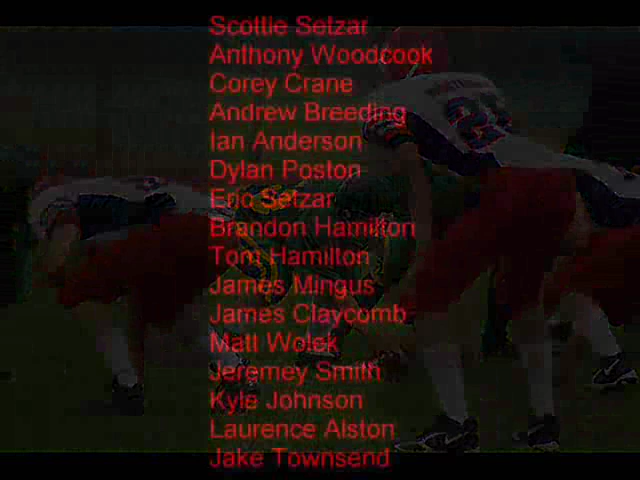 Scottie Setzar
Anthony Woodcook
Corey Crane
Andrew Breeding
Ian Anderson
Dylan Poston
Eric Setzar
Brandon Hamilton
Tom Hamilton
James Mingus
James Claycomb
Matt Wolek
Jeremey Smith
Kyle Johnson
Laurence Alston
Jake Townsend